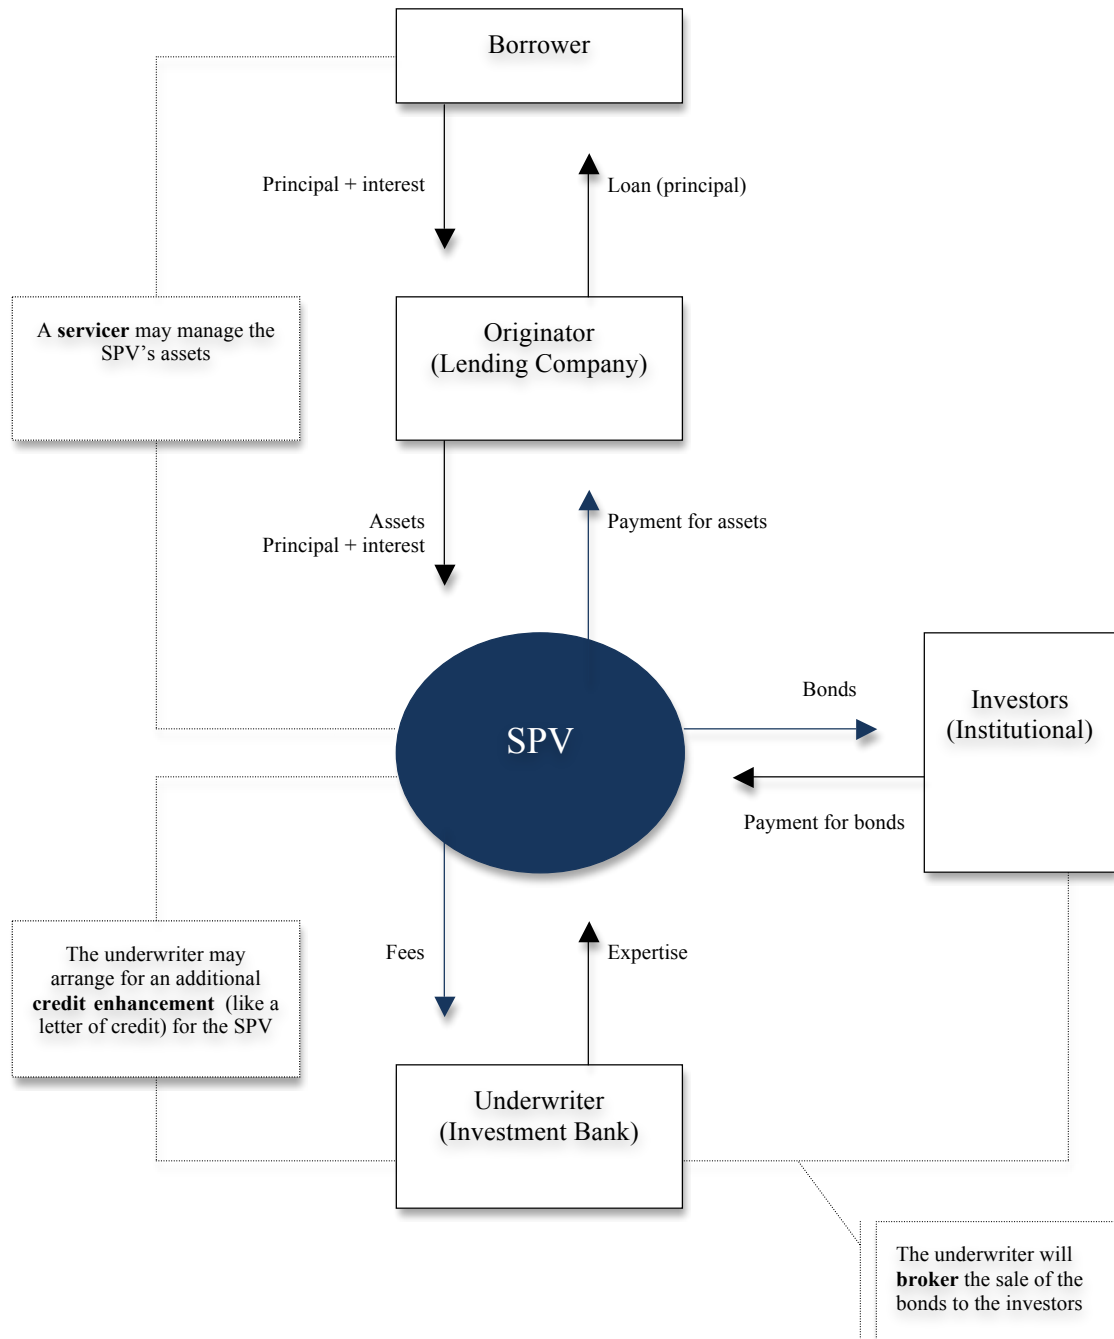 Borrower
Principal + interest
Loan (principal)
A servicer may manage the
SPV’s assets
Originator
(Lending Company)
Assets
Principal + interest
Payment for assets
SPV
Bonds
Investors
(Institutional)
Payment for bonds
The underwriter may
arrange for an additional
credit enhancement (like a
letter of credit) for the SPV
Fees
Expertise
Underwriter
(Investment Bank)
The underwriter will
broker the sale of the
bonds to the investors